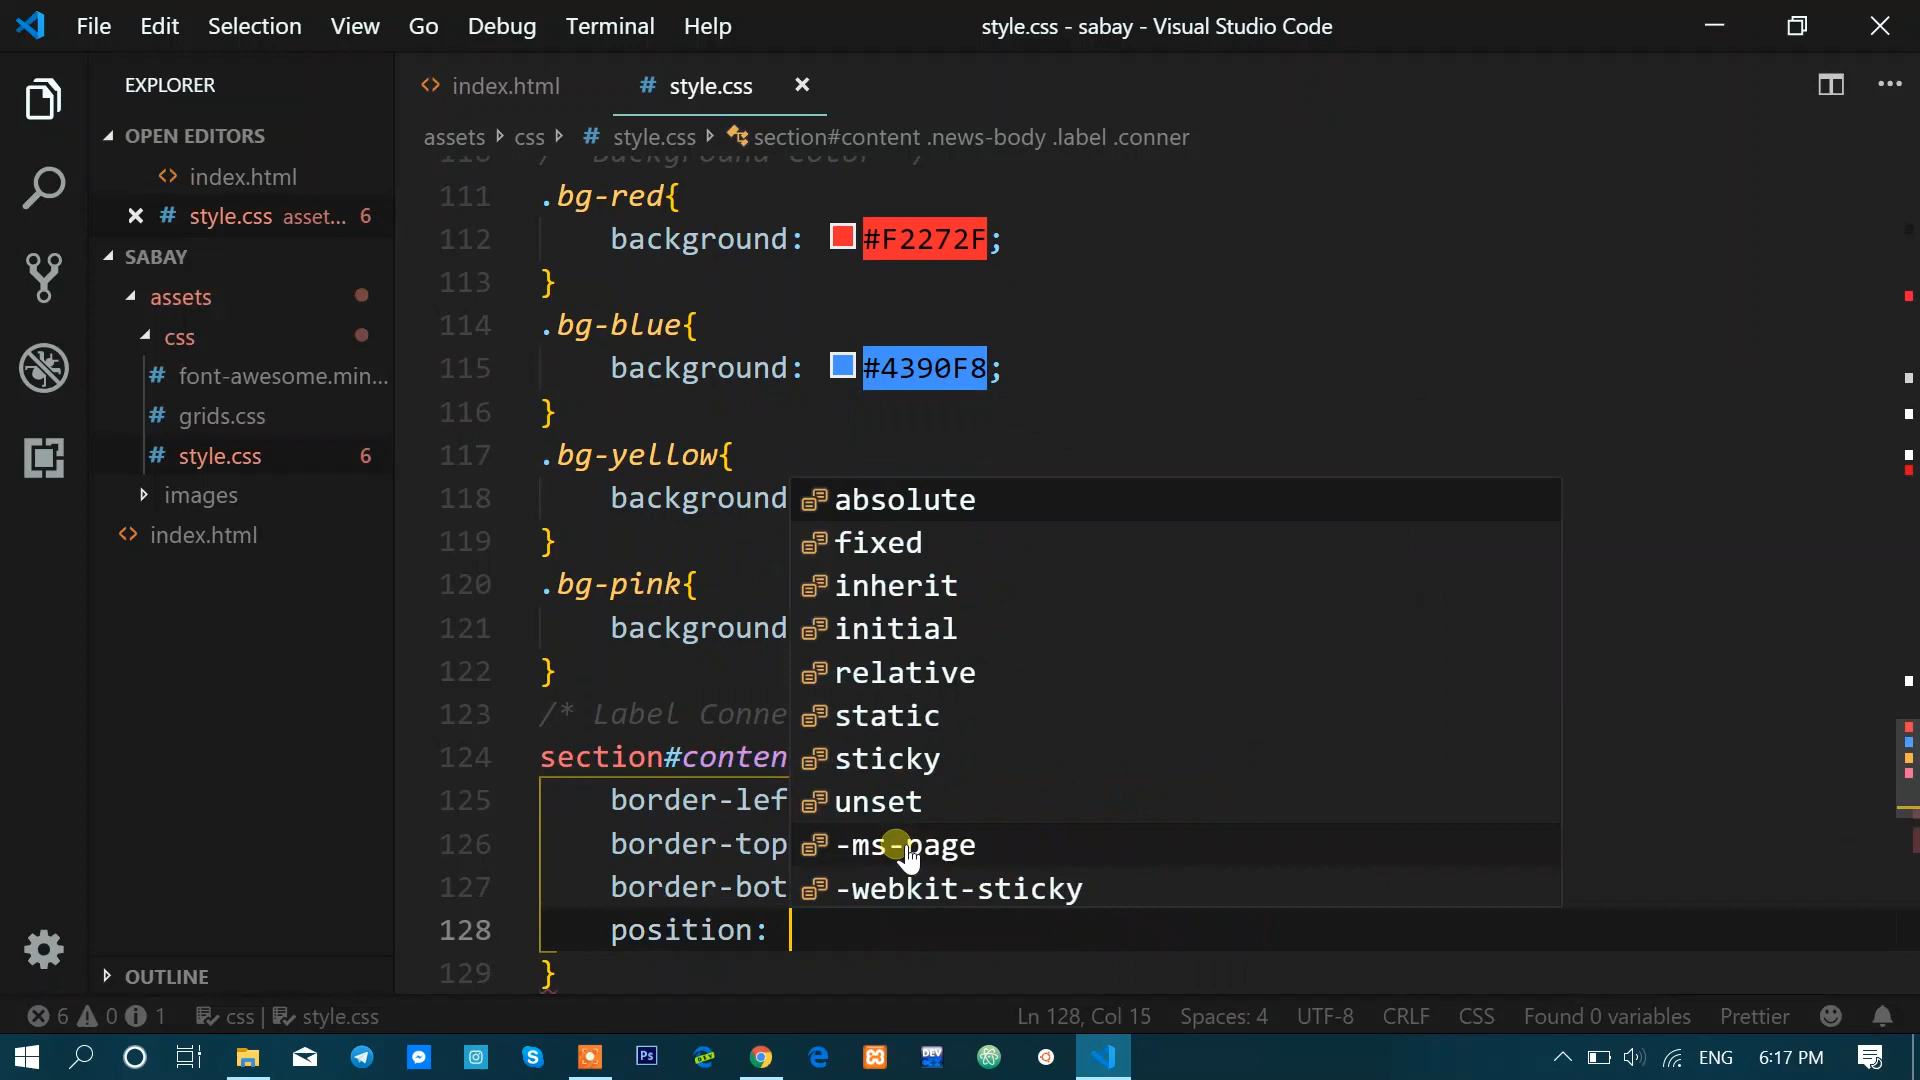 File Edit Selection View Go Debug Terminal Help
style.css - sabay - Visual Studio Code
EXPLORER
OPEN EDITORS
index.html
style.css asset... 6
SABAY
assets
css
font-awesome.min...
grids.css
style.css 6
images
index.html
OUTLINE
index.html
style.css
assets css style.css section#content .news-body .label .conner
110 /* Background Color */
111 .bg-red{
112 background: #F2272F;
113 }
114 .bg-blue{
115 background: #4390F8;
116 }
117 .bg-yellow{
118 background
119 }
120 .bg-pink{
121 background
122 }
123 /* Label Conne
124 section#conten
125 border-lef
126 border-top
127 border-bot
128 position:
129 }
absolute
fixed
inherit
initial
relative
static
sticky
unset
-ms-page
-webkit-sticky
6 0 1 css | style.css
Ln 128, Col 15 Spaces: 4 UTF-8 CRLF CSS Found 0 variables Prettier
Ps
DEV
ENG 6:17 PM